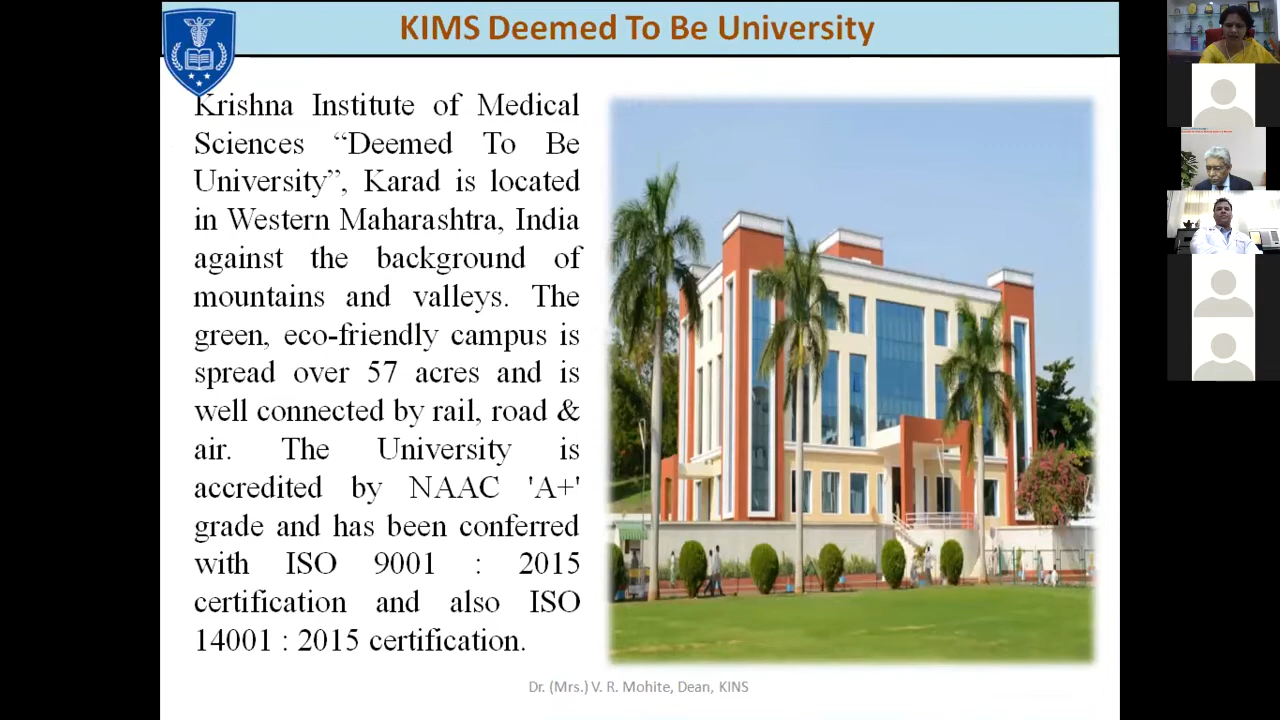 KIMS Deemed To Be University
Krishna Institute of Medical
Sciences “Deemed To Be
University”, Karad is located
in Western Maharashtra, India
against the background of
mountains and valleys. The
green, eco-friendly campus is
spread over 57 acres and is
well connected by rail, road &
air. The University is
accredited by NAAC 'A+'
grade and has been conferred
with ISO 9001 : 2015
certification and also ISO
14001 : 2015 certification.
Dr. (Mrs.) V. R. Mohite, Dean, KINS